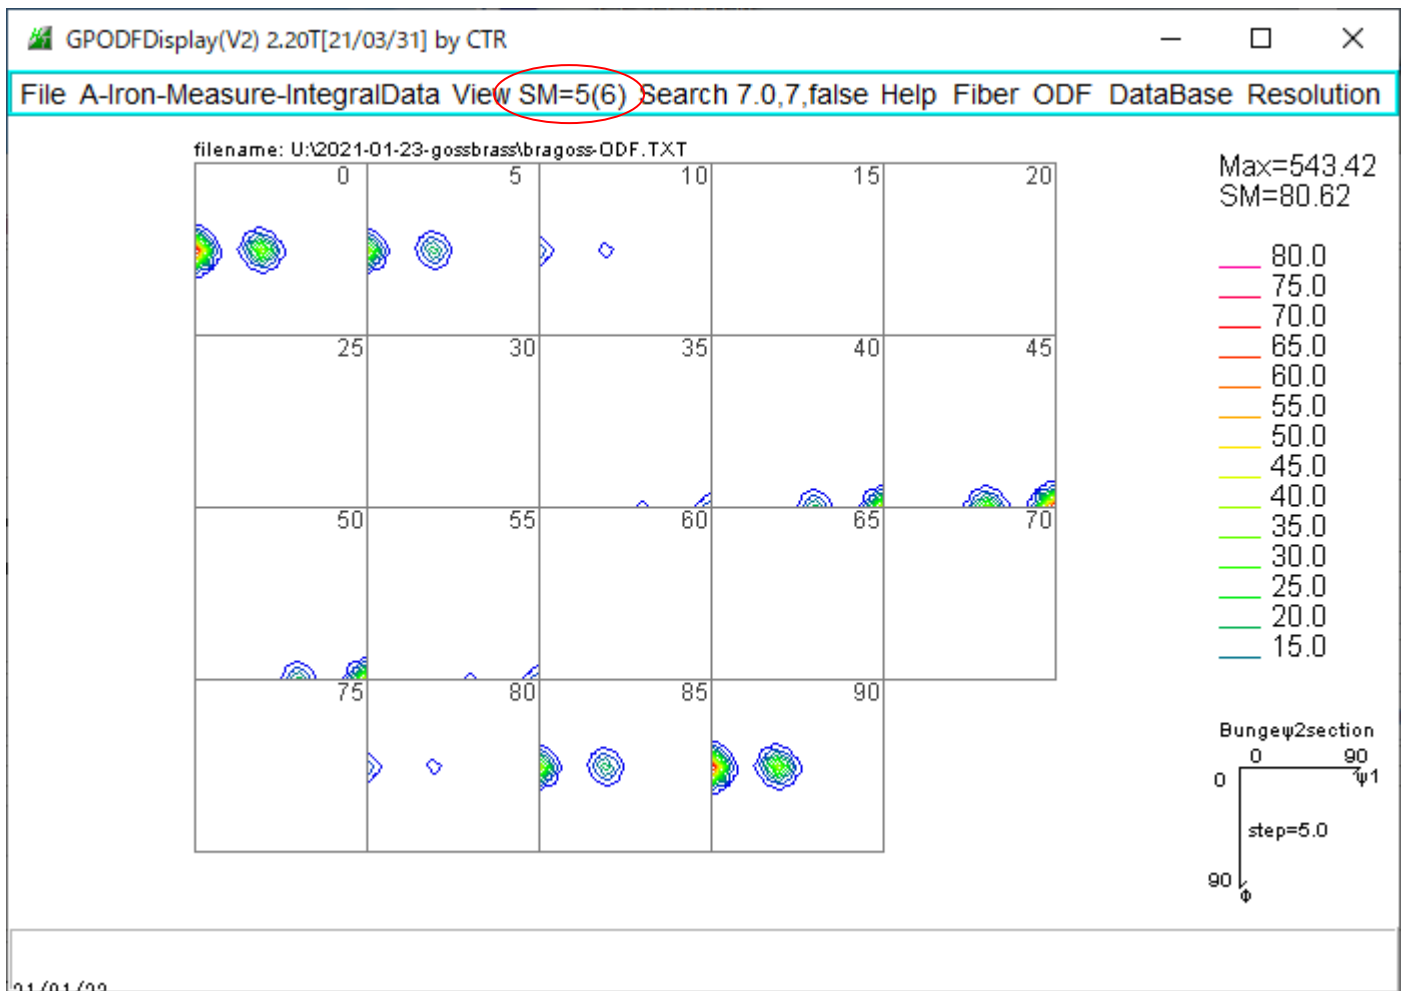 GPODFDisplay(V2) 2.20T[21/03/31] by CTR
File A-Iron-Measure-IntegralData View SM=5(6) Search 7.0,7,false Help Fiber ODF DataBase Resolution
filename: U:\2021-01-23-gossbrass\bragoss-ODF.TXT
0 5 10 15 20
25 30 35 40 45
50 55 60 65 70
75 80 85 90
Max=543.42
SM=80.62
80.0
75.0
70.0
65.0
60.0
55.0
50.0
45.0
40.0
35.0
30.0
25.0
20.0
15.0
Bungeψ2section
0 90
0 ψ1
step=5.0
90
Φ